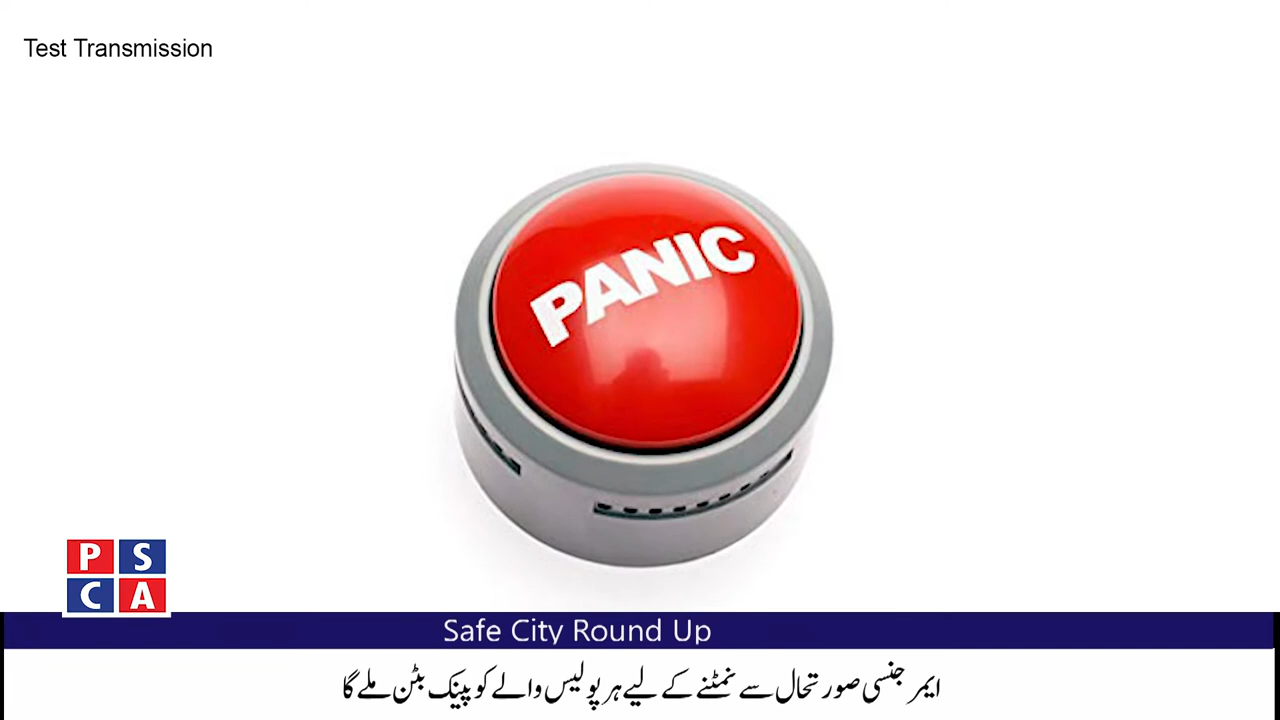 Test Transmission
PANIC
P S
C A
Safe City Round Up
ایمرجنسی صورتحال سے نمٹنے کے لیے ہر پولیس والے کو پینک بٹن ملے گا